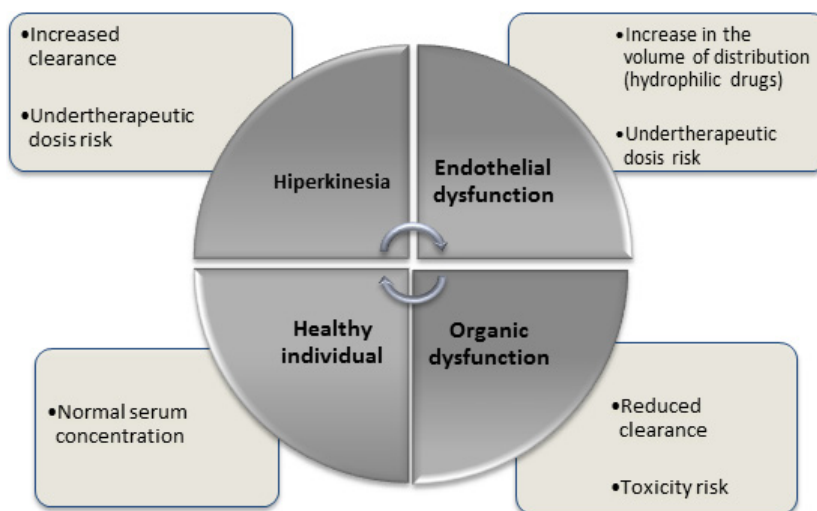 •Increased
clearance
•Undertherapeutic
dosis risk
•Increase in the
volume of distribution
(hydrophilic drugs)
•Undertherapeutic
dosis risk
Hiperkinesia
Endothelial
dysfunction
Healthy
individual
Organic
dysfunction
•Normal serum
concentration
•Reduced
clearance
•Toxicity risk